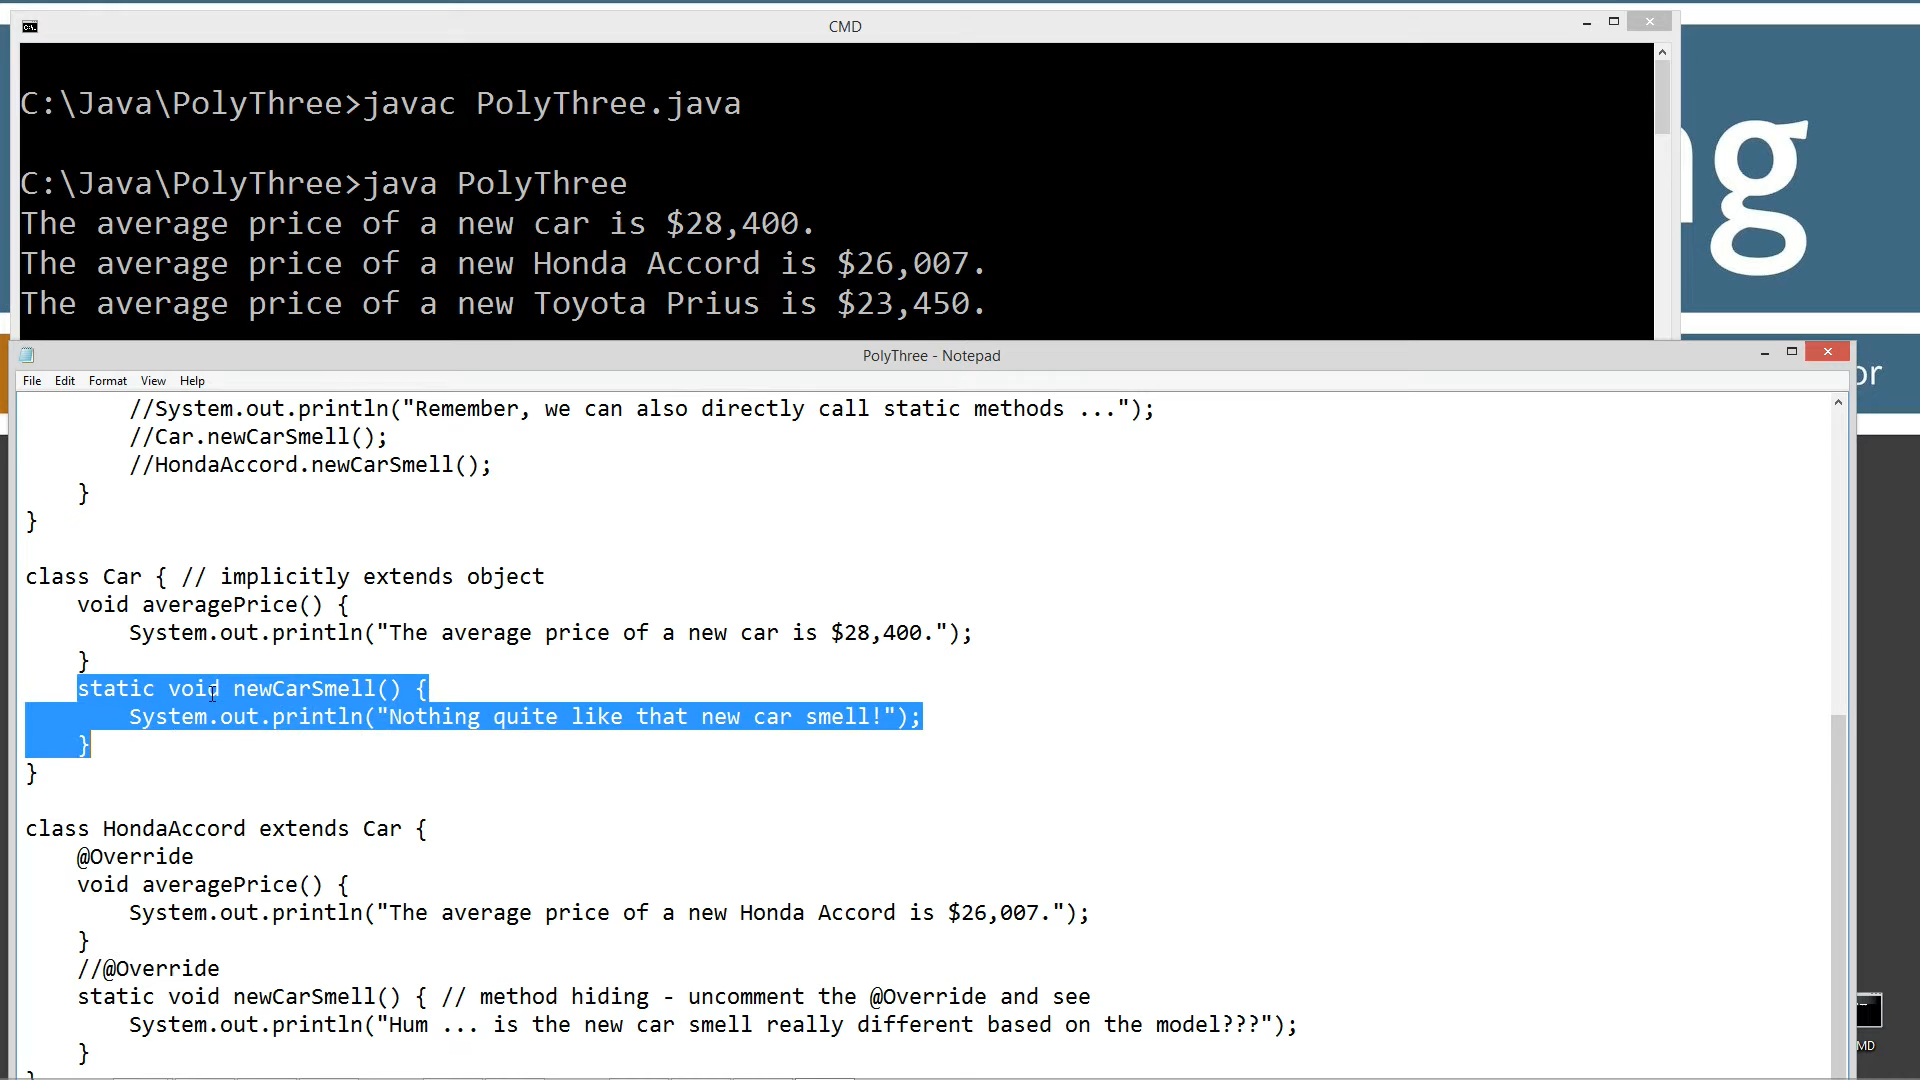 CMD
C:\Java\PolyThree>javac PolyThree.java
C:\Java\PolyThree>java PolyThree
The average price of a new car is $28,400.
The average price of a new Honda Accord is $26,007.
The average price of a new Toyota Prius is $23,450.
g
or
PolyThree - Notepad
File Edit Format View Help
//System.out.println("Remember, we can also directly call static methods ...");
//Car.newCarSmell();
//HondaAccord.newCarSmell();
}
}
class Car { // implicitly extends object
void averagePrice() {
System.out.println("The average price of a new car is $28,400.");
}
static void newCarSmell() {
System.out.println("Nothing quite like that new car smell!");
}
}
class HondaAccord extends Car {
@Override
void averagePrice() {
System.out.println("The average price of a new Honda Accord is $26,007.");
}
//@Override
static void newCarSmell() { // method hiding - uncomment the @Override and see
System.out.println("Hum ... is the new car smell really different based on the model???");
}
MD